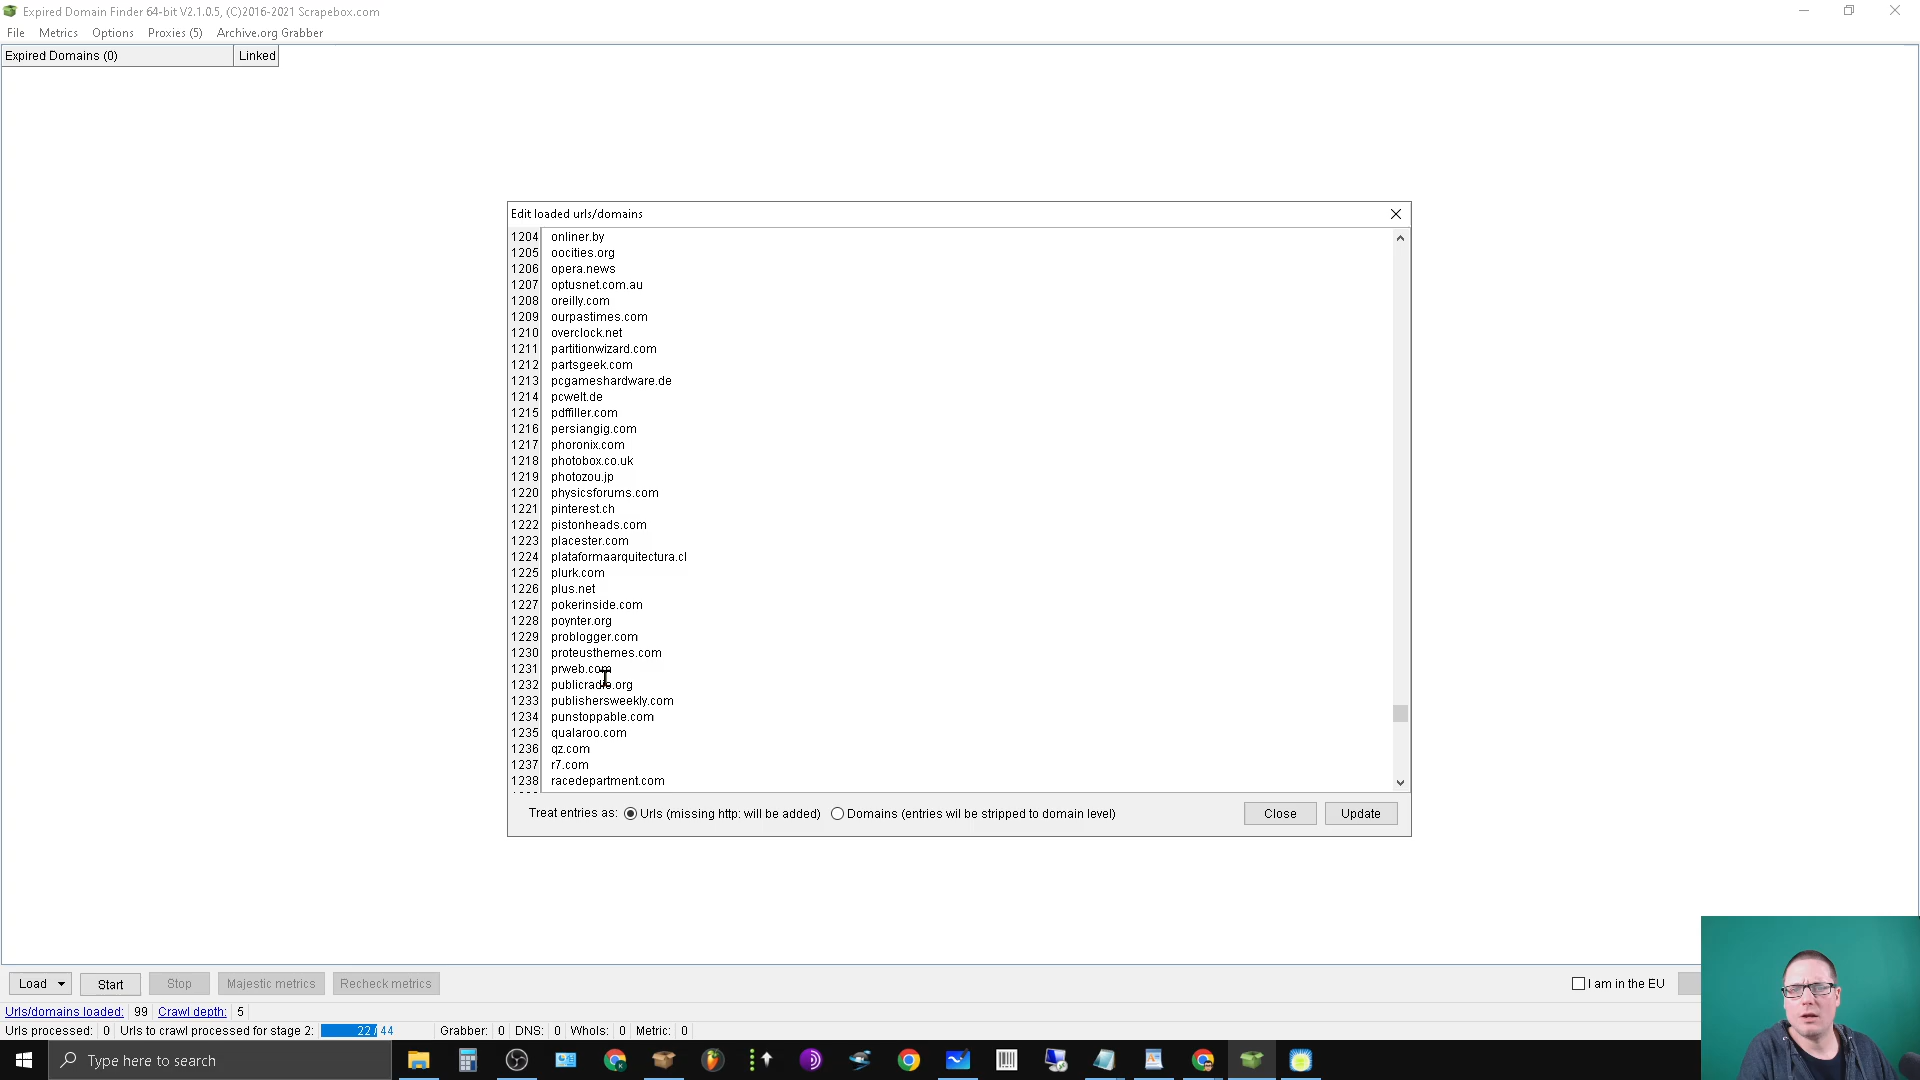 Expired Domain Finder 64-bit V2.1.0.5, (C)2016-2021 Scrapebox.com
File Metrics Options Proxies (5) Archive.org Grabber
Expired Domains (0) Linked
Edit loaded urls/domains
1204 onliner.by
1205 oocities.org
1206 opera.news
1207 optusnet.com.au
1208 oreilly.com
1209 ourpastimes.com
1210 overclock.net
1211 partitionwizard.com
1212 partsgeek.com
1213 pcgameshardware.de
1214 pcwelt.de
1215 pdffiller.com
1216 persiangig.com
1217 phoronix.com
1218 photobox.co.uk
1219 photozou.jp
1220 physicsforums.com
1221 pinterest.ch
1222 pistonheads.com
1223 placester.com
1224 plataformaarquitectura.cl
1225 plurk.com
1226 plus.net
1227 pokerinside.com
1228 poynter.org
1229 problogger.com
1230 proteusthemes.com
1231 prweb.com
1232 publicradio.org
1233 publishersweekly.com
1234 punstoppable.com
1235 qualaroo.com
1236 qz.com
1237 r7.com
1238 racedepartment.com
Treat entries as: Urls (missing http: will be added) Domains (entries wil be stripped to domain level) Close Update
Load Start Stop Majestic metrics Recheck metrics I am in the EU
Urls/domains loaded: 99 Crawl depth: 5
Urls processed: 0 Urls to crawl processed for stage 2: 22 / 44 Grabber: 0 DNS: 0 WhoIs: 0 Metric: 0
Type here to search